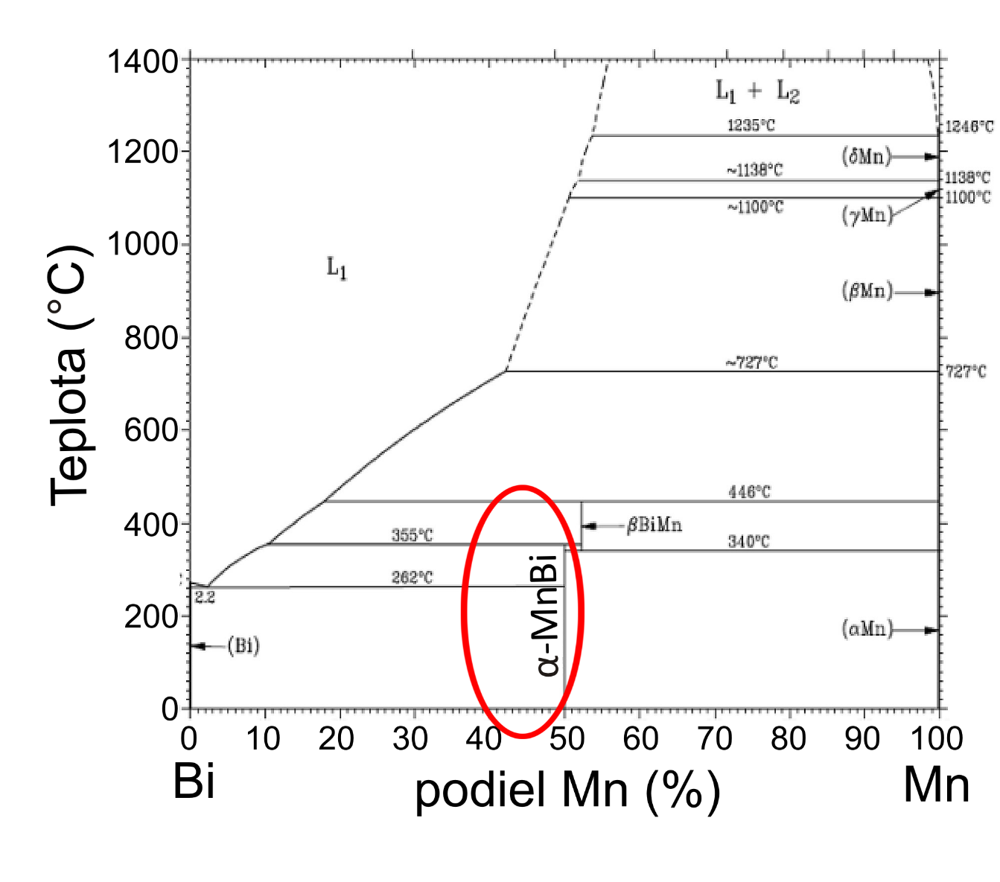 1400
1200
1000
800
600
400
200
0
Teplota (°C)
L₁ + L₂
1235°C
1246°C
(δMn)
~1138°C
1138°C
~1100°C
1100°C
(γMn)
L₁
(βMn)
~727°C
727°C
446°C
βBiMn
355°C
340°C
α-MnBi
262°C
2.2
(Bi)
(αMn)
0 10 20 30 40 50 60 70 80 90 100
Bi podiel Mn (%) Mn